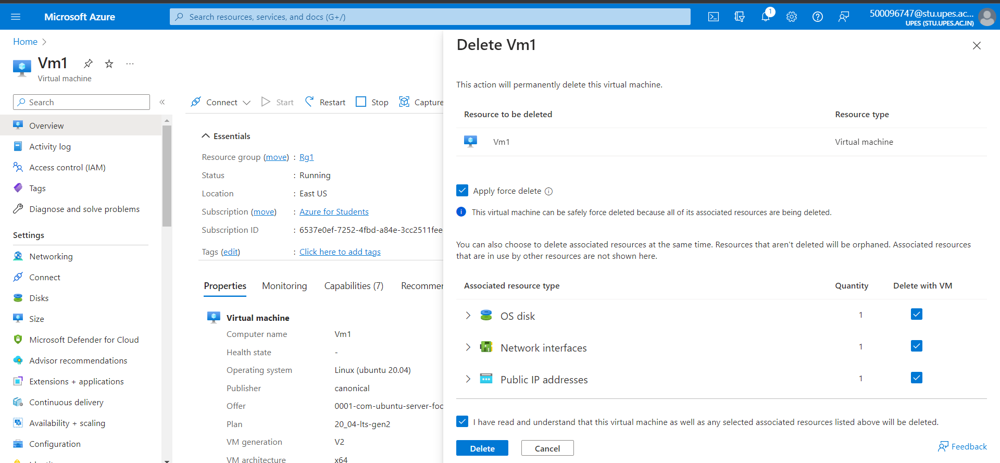 Microsoft Azure
Search resources, services, and docs (G+/)
1
500096747@stu.upes.ac....
UPES (STU.UPES.AC.IN)
Home
Vm1
Virtual machine
Search
Overview
Activity log
Access control (IAM)
Tags
Diagnose and solve problems
Settings
Networking
Connect
Disks
Size
Microsoft Defender for Cloud
Advisor recommendations
Extensions + applications
Continuous delivery
Availability + scaling
Configuration
Connect
Start
Restart
Stop
Capture
Essentials
Resource group (move) : Rg1
Status : Running
Location : East US
Subscription (move) : Azure for Students
Subscription ID : 6537e0ef-7252-4fbd-a84e-3cc2511fee
Tags (edit) : Click here to add tags
Properties Monitoring Capabilities (7) Recommen
Virtual machine
Computer name Vm1
Health state -
Operating system Linux (ubuntu 20.04)
Publisher canonical
Offer 0001-com-ubuntu-server-foc
Plan 20_04-lts-gen2
VM generation V2
VM architecture x64
Delete Vm1
This action will permanently delete this virtual machine.
Resource to be deleted Resource type
Vm1 Virtual machine
Apply force delete
This virtual machine can be safely force deleted because all of its associated resources are being deleted.
You can also choose to delete associated resources at the same time. Resources that aren't deleted will be orphaned. Associated resources
that are in use by other resources are not shown here.
Associated resource type Quantity Delete with VM
OS disk 1
Network interfaces 1
Public IP addresses 1
I have read and understand that this virtual machine as well as any selected associated resources listed above will be deleted.
Delete Cancel
Feedback